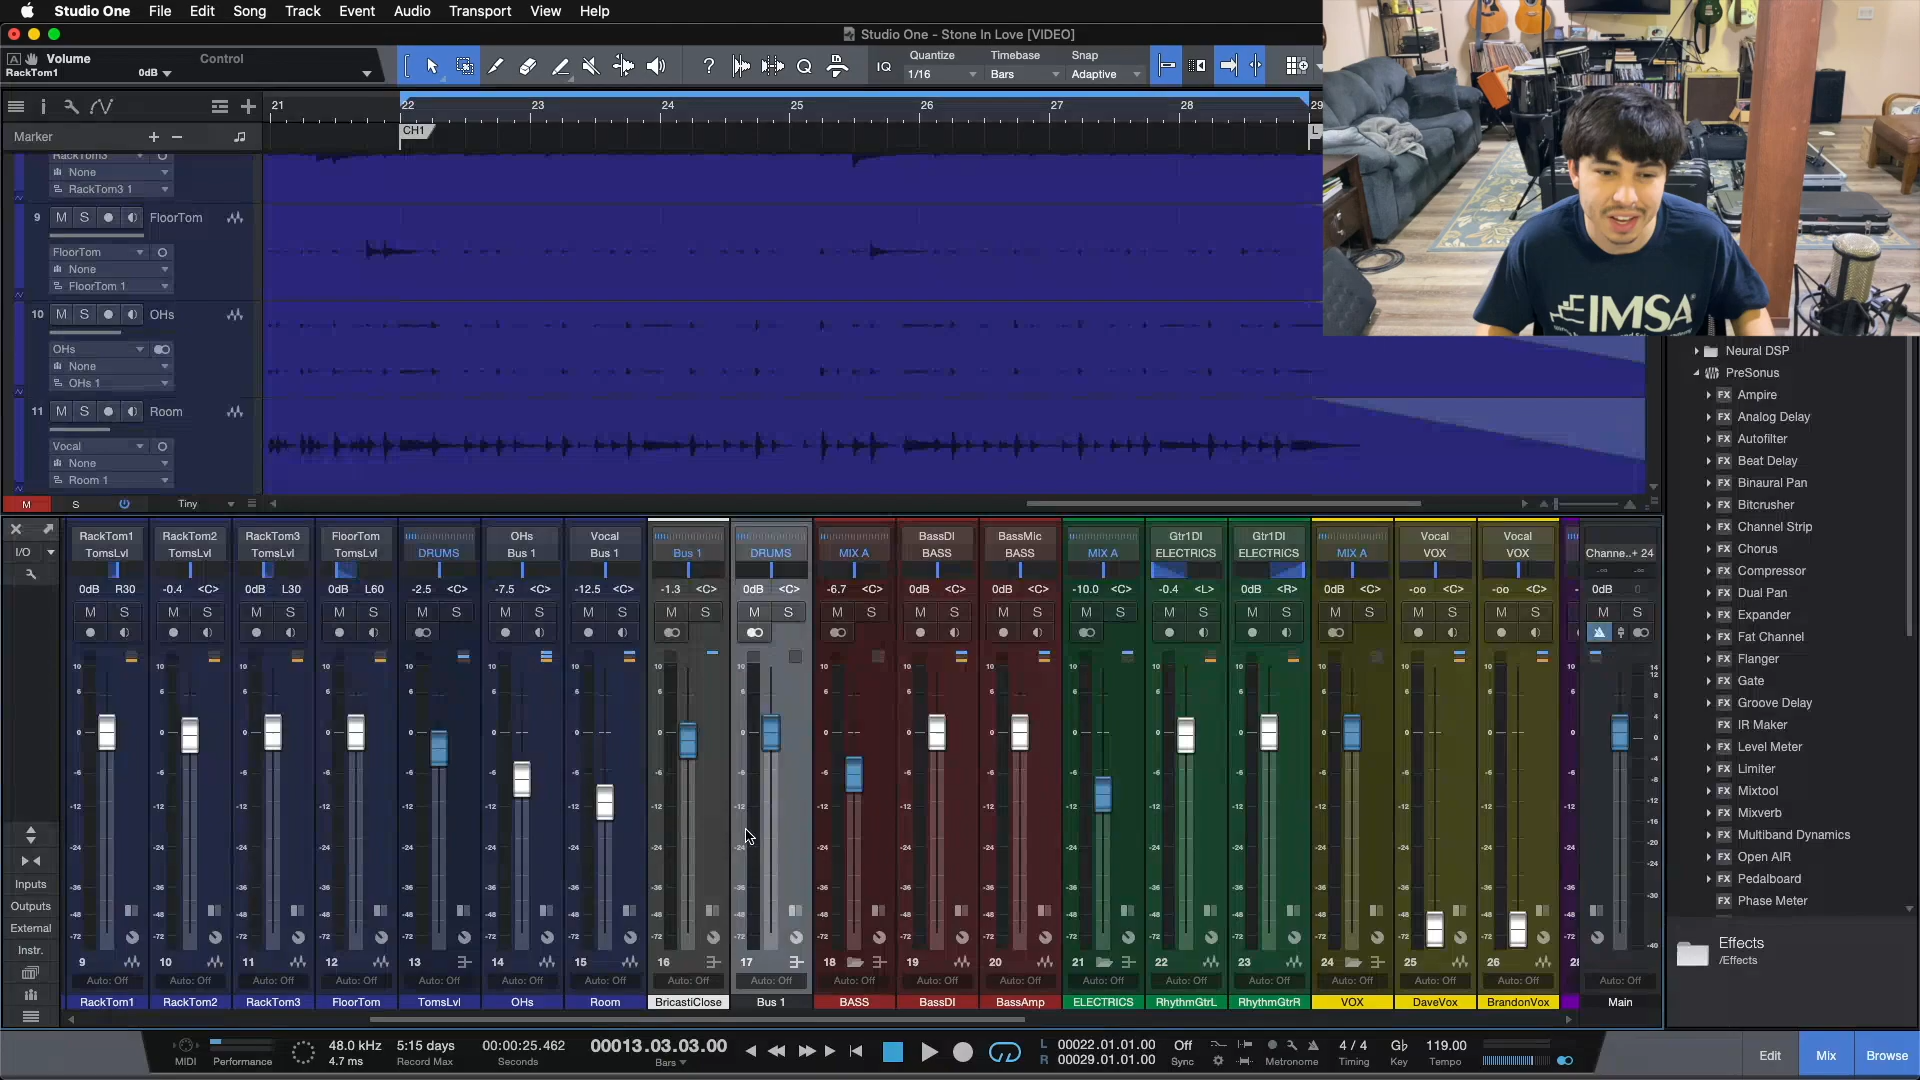 Studio One File Edit Song Track Event Audio Transport View Help
Studio One - Stone In Love [VIDEO]
Volume Control
RackTom1 0dB
Quantize Timebase Snap
IQ 1/16 Bars Adaptive
21 22 23 24 25 26 27 28 29
Marker
CH1 L
RackTom3
None
RackTom3 1
9 M S FloorTom
FloorTom
None
FloorTom 1
10 M S OHs
OHs
None
OHs 1
11 M S Room
Vocal
None
Room 1
M S Tiny
IMSA
Neural DSP
PreSonus
FX Ampire
FX Analog Delay
FX Autofilter
FX Beat Delay
FX Binaural Pan
FX Bitcrusher
FX Channel Strip
FX Chorus
FX Compressor
FX Dual Pan
FX Expander
FX Fat Channel
FX Flanger
FX Gate
FX Groove Delay
FX IR Maker
FX Level Meter
FX Limiter
FX Mixtool
FX Mixverb
FX Multiband Dynamics
FX Open AIR
FX Pedalboard
FX Phase Meter
Effects
/Effects
RackTom1 RackTom2 RackTom3 FloorTom OHs Vocal BassDI BassMic Gtr1DI Gtr1DI Vocal Vocal
I/O TomsLvl TomsLvl TomsLvl TomsLvl DRUMS Bus 1 Bus 1 Bus 1 DRUMS MIX A BASS BASS MIX A ELECTRICS ELECTRICS MIX A VOX VOX Channe..+ 24
0dB R30 -0.4 <C> 0dB L30 0dB L60 -2.5 <C> -7.5 <C> -12.5 <C> -1.3 <C> 0dB <C> -6.7 <C> 0dB <C> 0dB <C> -10.0 <C> -0.4 <L> 0dB <R> 0dB <C> -oo <C> -oo <C> 0dB
M S M S M S M S M S M S M S M S M S M S M S M S M S M S M S M S M S M S M S
Inputs
Outputs
External
Instr.
9 10 11 12 13 14 15 16 17 18 19 20 21 22 23 24 25 26
Auto: Off Auto: Off Auto: Off Auto: Off Auto: Off Auto: Off Auto: Off Auto: Off Auto: Off Auto: Off Auto: Off Auto: Off Auto: Off Auto: Off Auto: Off Auto: Off Auto: Off Auto: Off Auto: Off
RackTom1 RackTom2 RackTom3 FloorTom TomsLvl OHs Room BricastiClose Bus 1 BASS BassDI BassAmp ELECTRICS RhythmGtrL RhythmGtrR VOX DaveVox BrandonVox Main
MIDI Performance
48.0 kHz
4.7 ms
5:15 days
Record Max
00:00:25.462
Seconds
00013.03.03.00
Bars
L 00022.01.01.00
R 00029.01.01.00
Off
Sync
Metronome
4 / 4
Timing
G♭
Key
119.00
Tempo
Edit Mix Browse